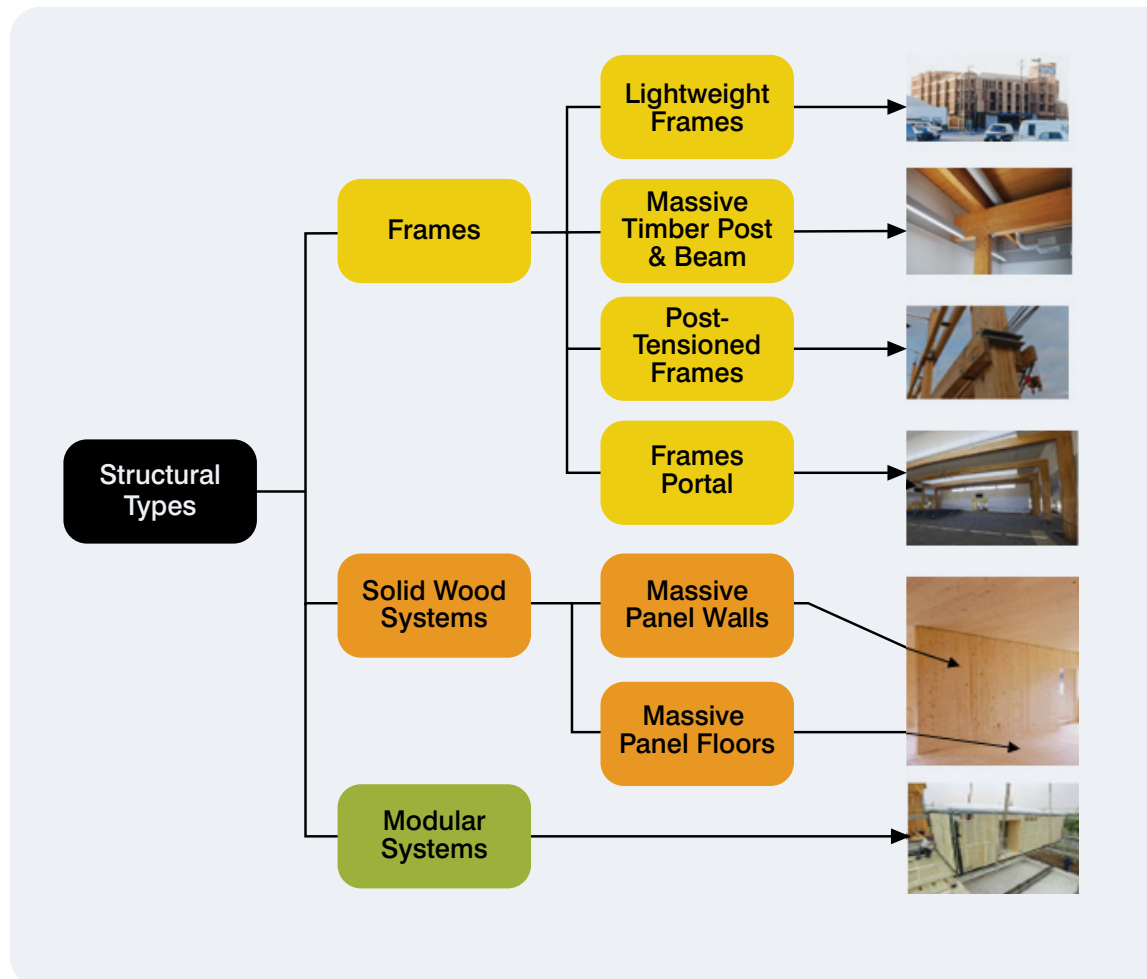 Lightweight
Frames
Frames
Massive
Timber Post
& Beam
Post-
Tensioned
Frames
Structural
Types
Frames
Portal
Solid Wood
Systems
Massive
Panel Walls
Massive
Panel Floors
Modular
Systems